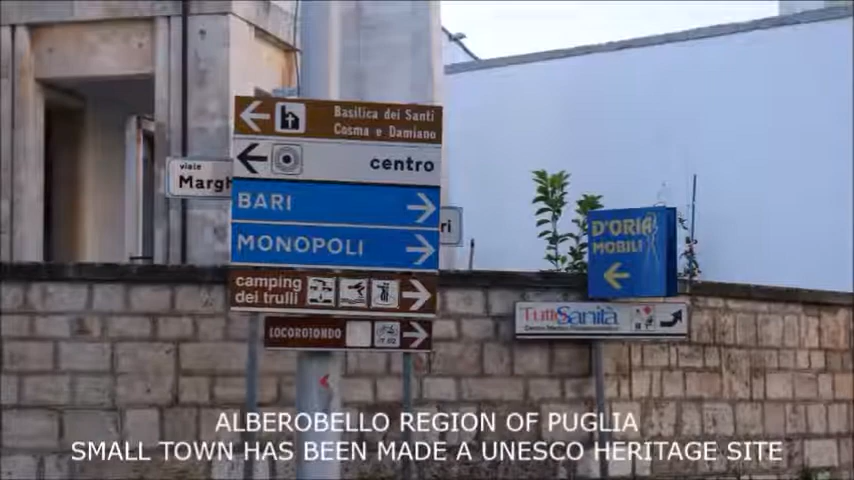 Basilica dei Santi
Cosma e Damiano
centro
viale
Margh
BARI
MONOPOLI
camping
dei trulli
LOCOROTONDO
D'ORIA
MOBILI
TuttoSanità
ALBEROBELLO, REGION OF PUGLIA
SMALL TOWN HAS BEEN MADE A UNESCO HERITAGE SITE